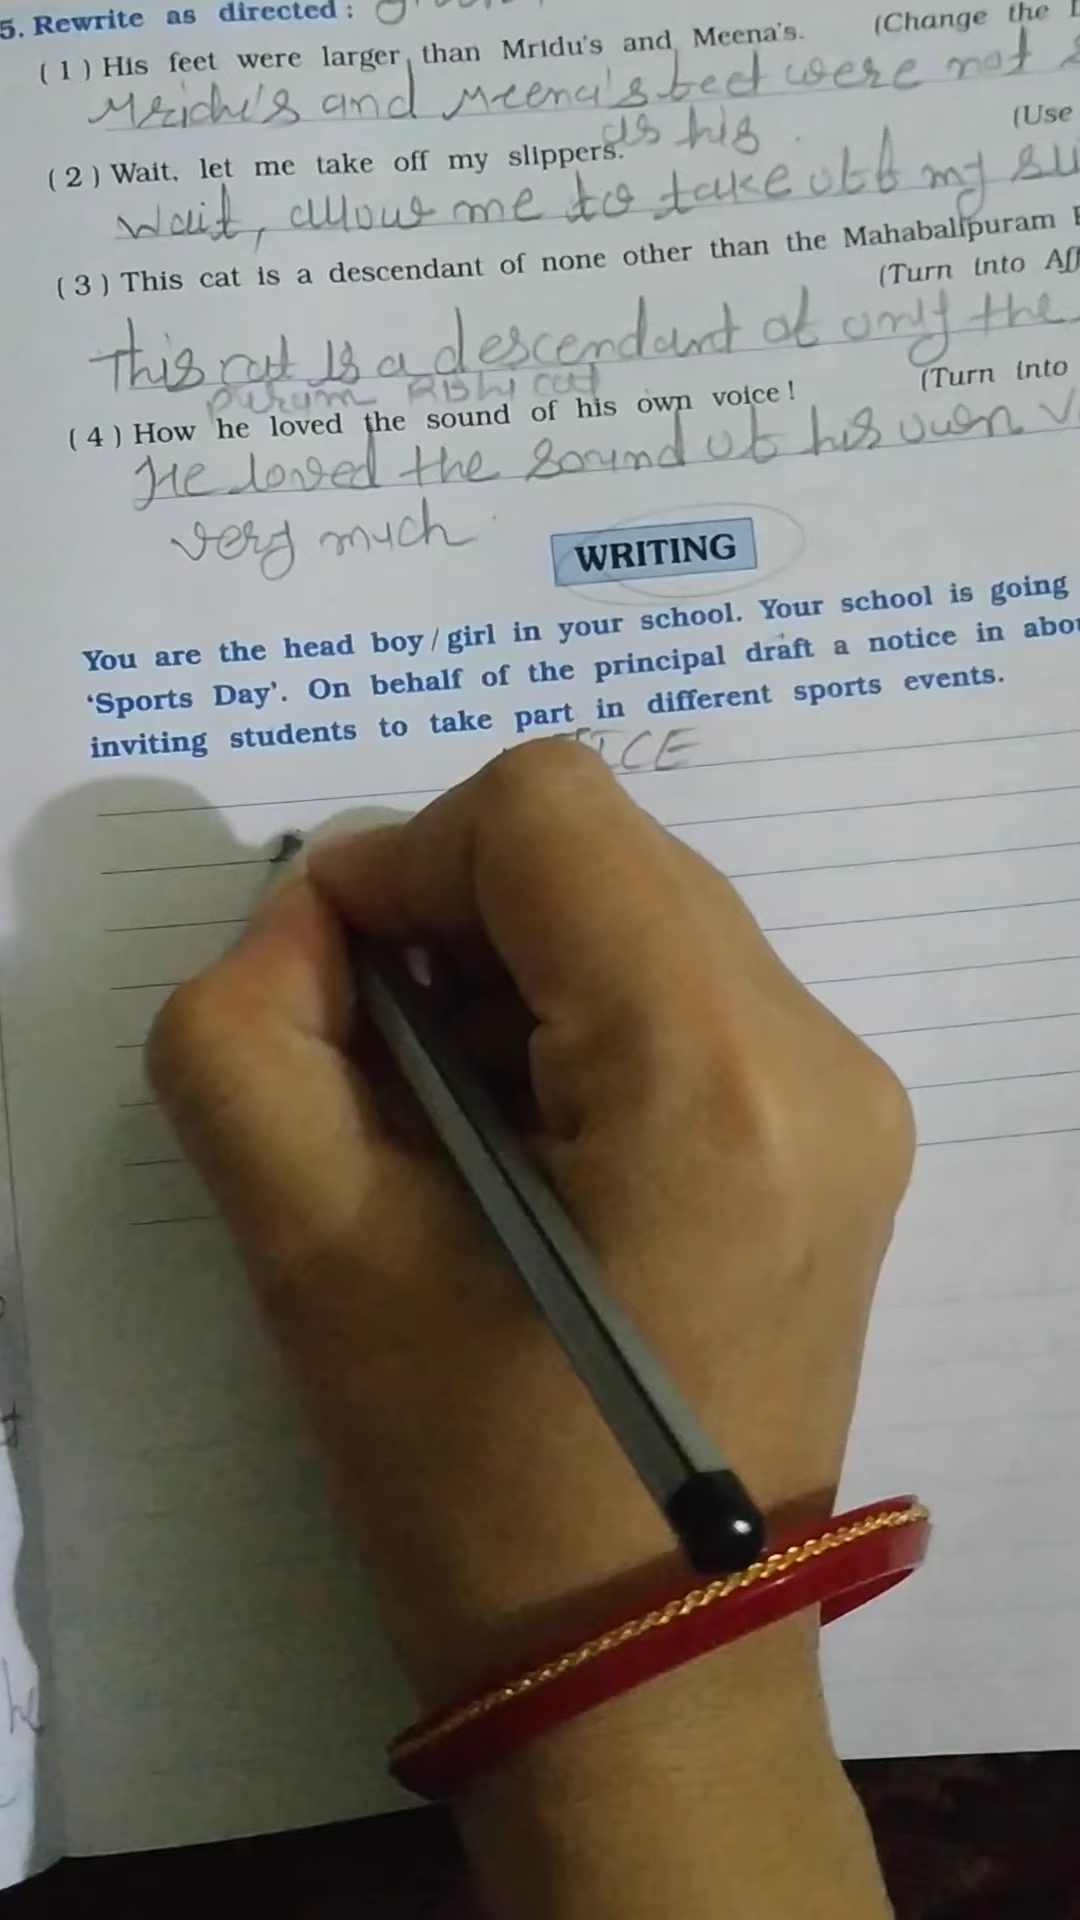 5. Rewrite as directed :
( 1 ) His feet were larger than Mridu's and Meena's. (Change the
Mridu's and Meena's feet were not
as his .
( 2 ) Wait, let me take off my slippers. (Use
Wait, allow me to take off my
( 3 ) This cat is a descendant of none other than the Mahabalipuram
(Turn into
This cat is a descendant of only the
puram Rishi cat
( 4 ) How he loved the sound of his own voice ! (Turn into
He loved the sound of his own
very much
WRITING
You are the head boy / girl in your school. Your school is going
'Sports Day'. On behalf of the principal draft a notice in
inviting students to take part in different sports events.